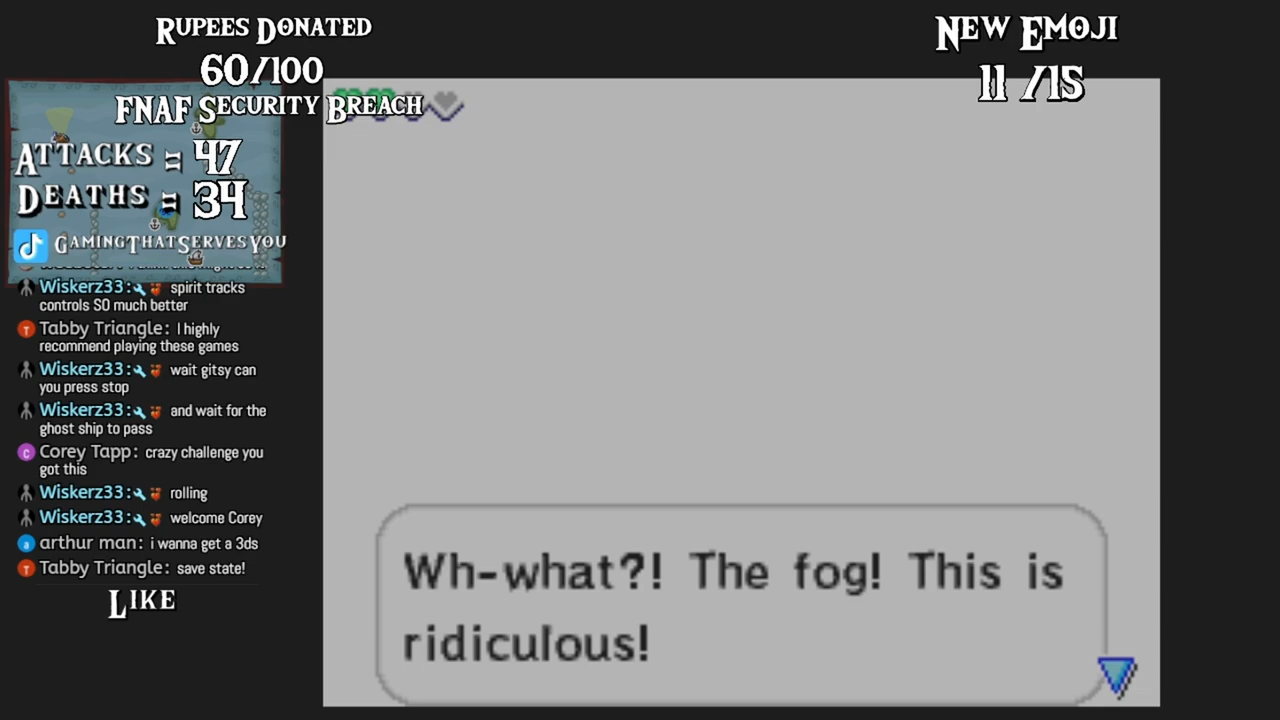 Rupees Donated
60/100
FNAF Security Breach
Attacks = 47
Deaths = 34
GamingThatServesYou
Wiskerz33: spirit tracks
controls SO much better
Tabby Triangle: I highly
recommend playing these games
Wiskerz33: wait gitsy can
you press stop
Wiskerz33: and wait for the
ghost ship to pass
Corey Tapp: crazy challenge you
got this
Wiskerz33: rolling
Wiskerz33: welcome Corey
arthur man: i wanna get a 3ds
Tabby Triangle: save state!
Like
New Emoji
11 /15
Wh-what?! The fog! This is
ridiculous!